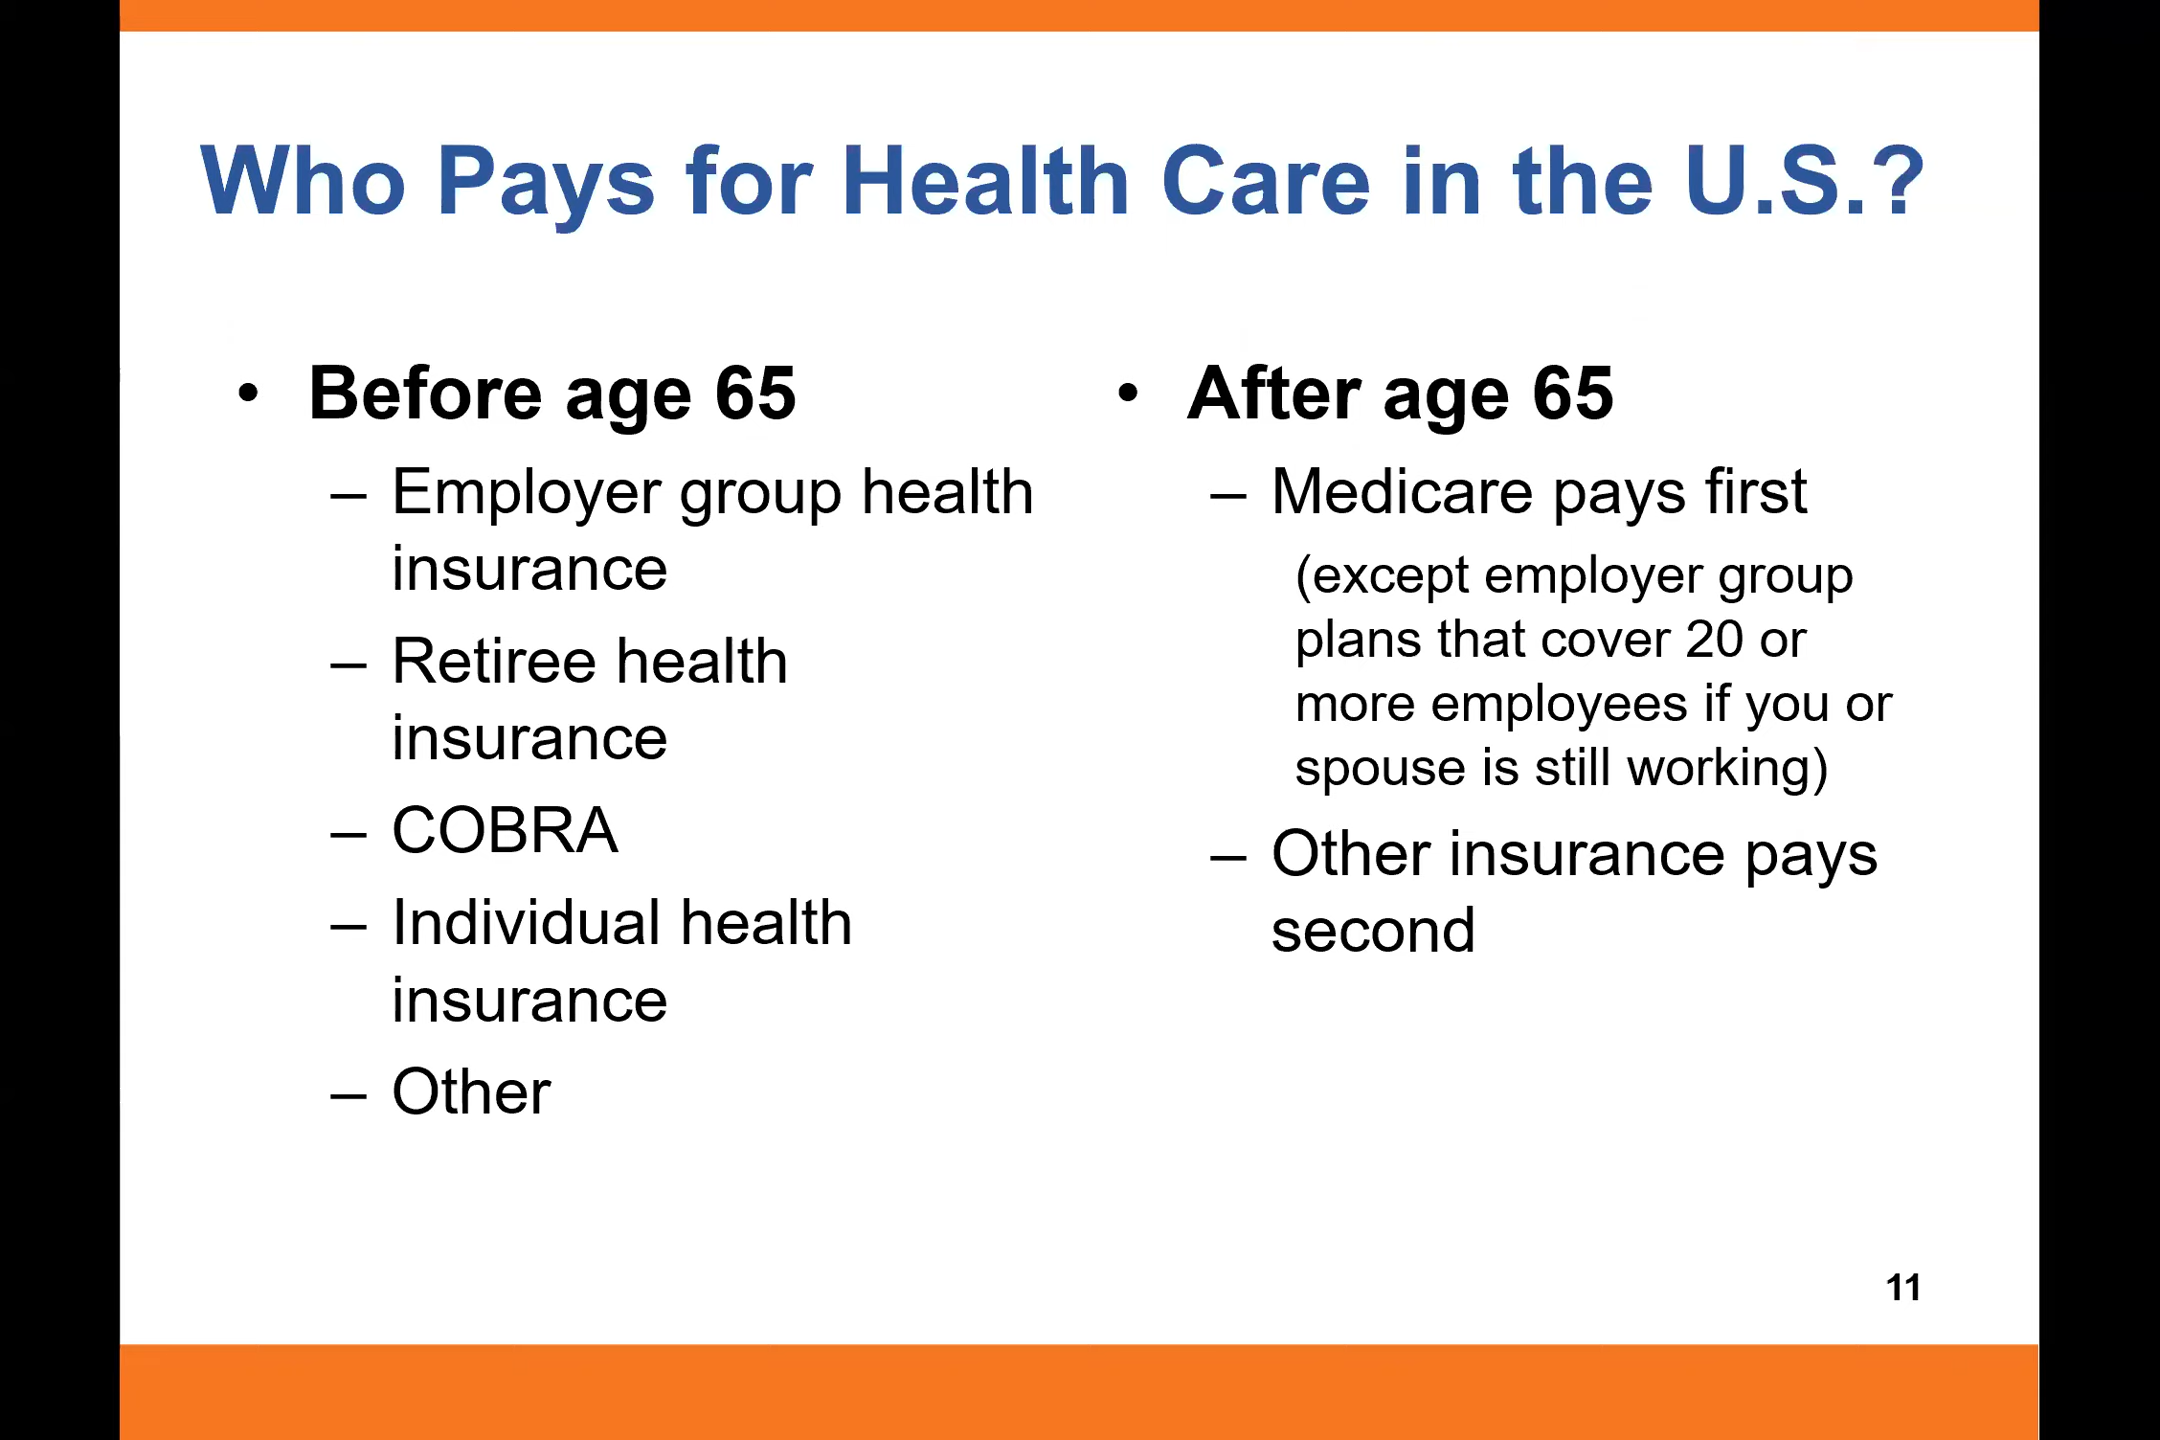 Who Pays for Health Care in the U.S.?
• Before age 65
– Employer group health
insurance
– Retiree health
insurance
– COBRA
– Individual health
insurance
– Other
• After age 65
– Medicare pays first
(except employer group
plans that cover 20 or
more employees if you or
spouse is still working)
– Other insurance pays
second
11